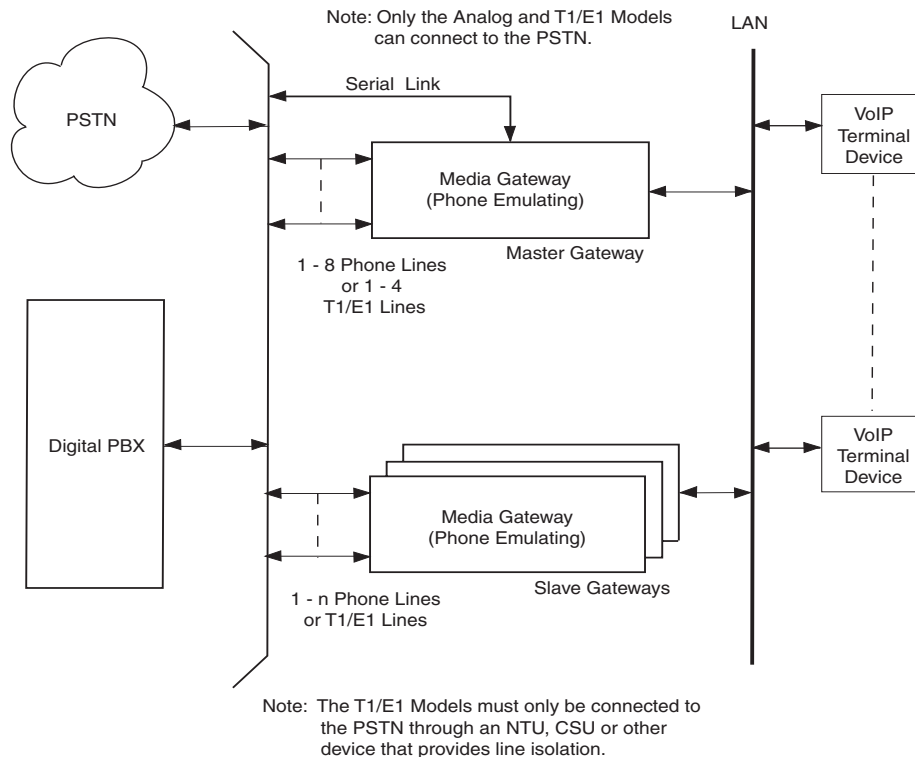 Note: Only the Analog and T1/E1 Models
can connect to the PSTN.
LAN
Serial Link
PSTN
VoIP
Terminal
Device
Media Gateway
(Phone Emulating)
Master Gateway
1 - 8 Phone Lines
or 1 - 4
T1/E1 Lines
Digital PBX
VoIP
Terminal
Device
Media Gateway
(Phone Emulating)
Slave Gateways
1 - n Phone Lines
or T1/E1 Lines
Note: The T1/E1 Models must only be connected to
the PSTN through an NTU, CSU or other
device that provides line isolation.